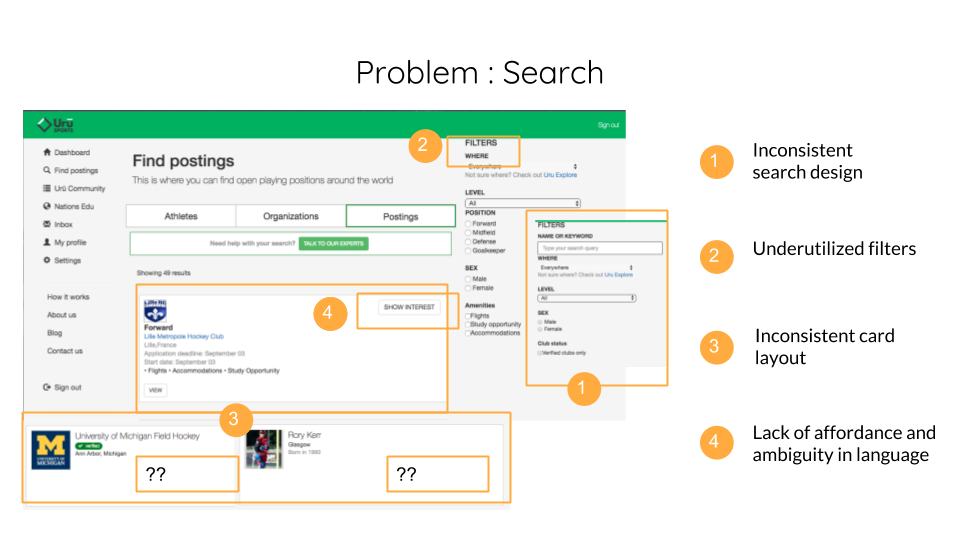 Problem : Search
Urü
SPORTS
Sign out
Dashboard
Find postings
Urü Community
Nations Edu
Inbox
My profile
Settings
How it works
About us
Blog
Contact us
Sign out
Find postings
This is where you can find open playing positions around the world
Athletes
Organizations
Postings
Need help with your search? TALK TO OUR EXPERTS
Showing 49 results
4
SHOW INTEREST
Forward
Lille Metropole Hockey Club
Lille,France
Application deadline: September 03
Start date: September 03
• Flights • Accommodations • Study Opportunity
VIEW
2
FILTERS
WHERE
Everywhere
Not sure where? Check out Uru Explore
LEVEL
All
POSITION
Forward
Midfield
Defense
Goalkeeper
SEX
Male
Female
Amenities
Flights
Study opportunity
Accommodations
FILTERS
NAME OR KEYWORD
Type your search query
WHERE
Everywhere
Not sure where? Check out Uru Explore
LEVEL
All
SEX
Male
Female
Club status
Verified clubs only
1
3
University of Michigan Field Hockey
verified
Ann Arbor, Michigan
M
UNIVERSITY OF
MICHIGAN
??
Rory Kerr
Glasgow
Born in 1993
??
1
Inconsistent
search design
2
Underutilized filters
3
Inconsistent card
layout
4
Lack of affordance and
ambiguity in language